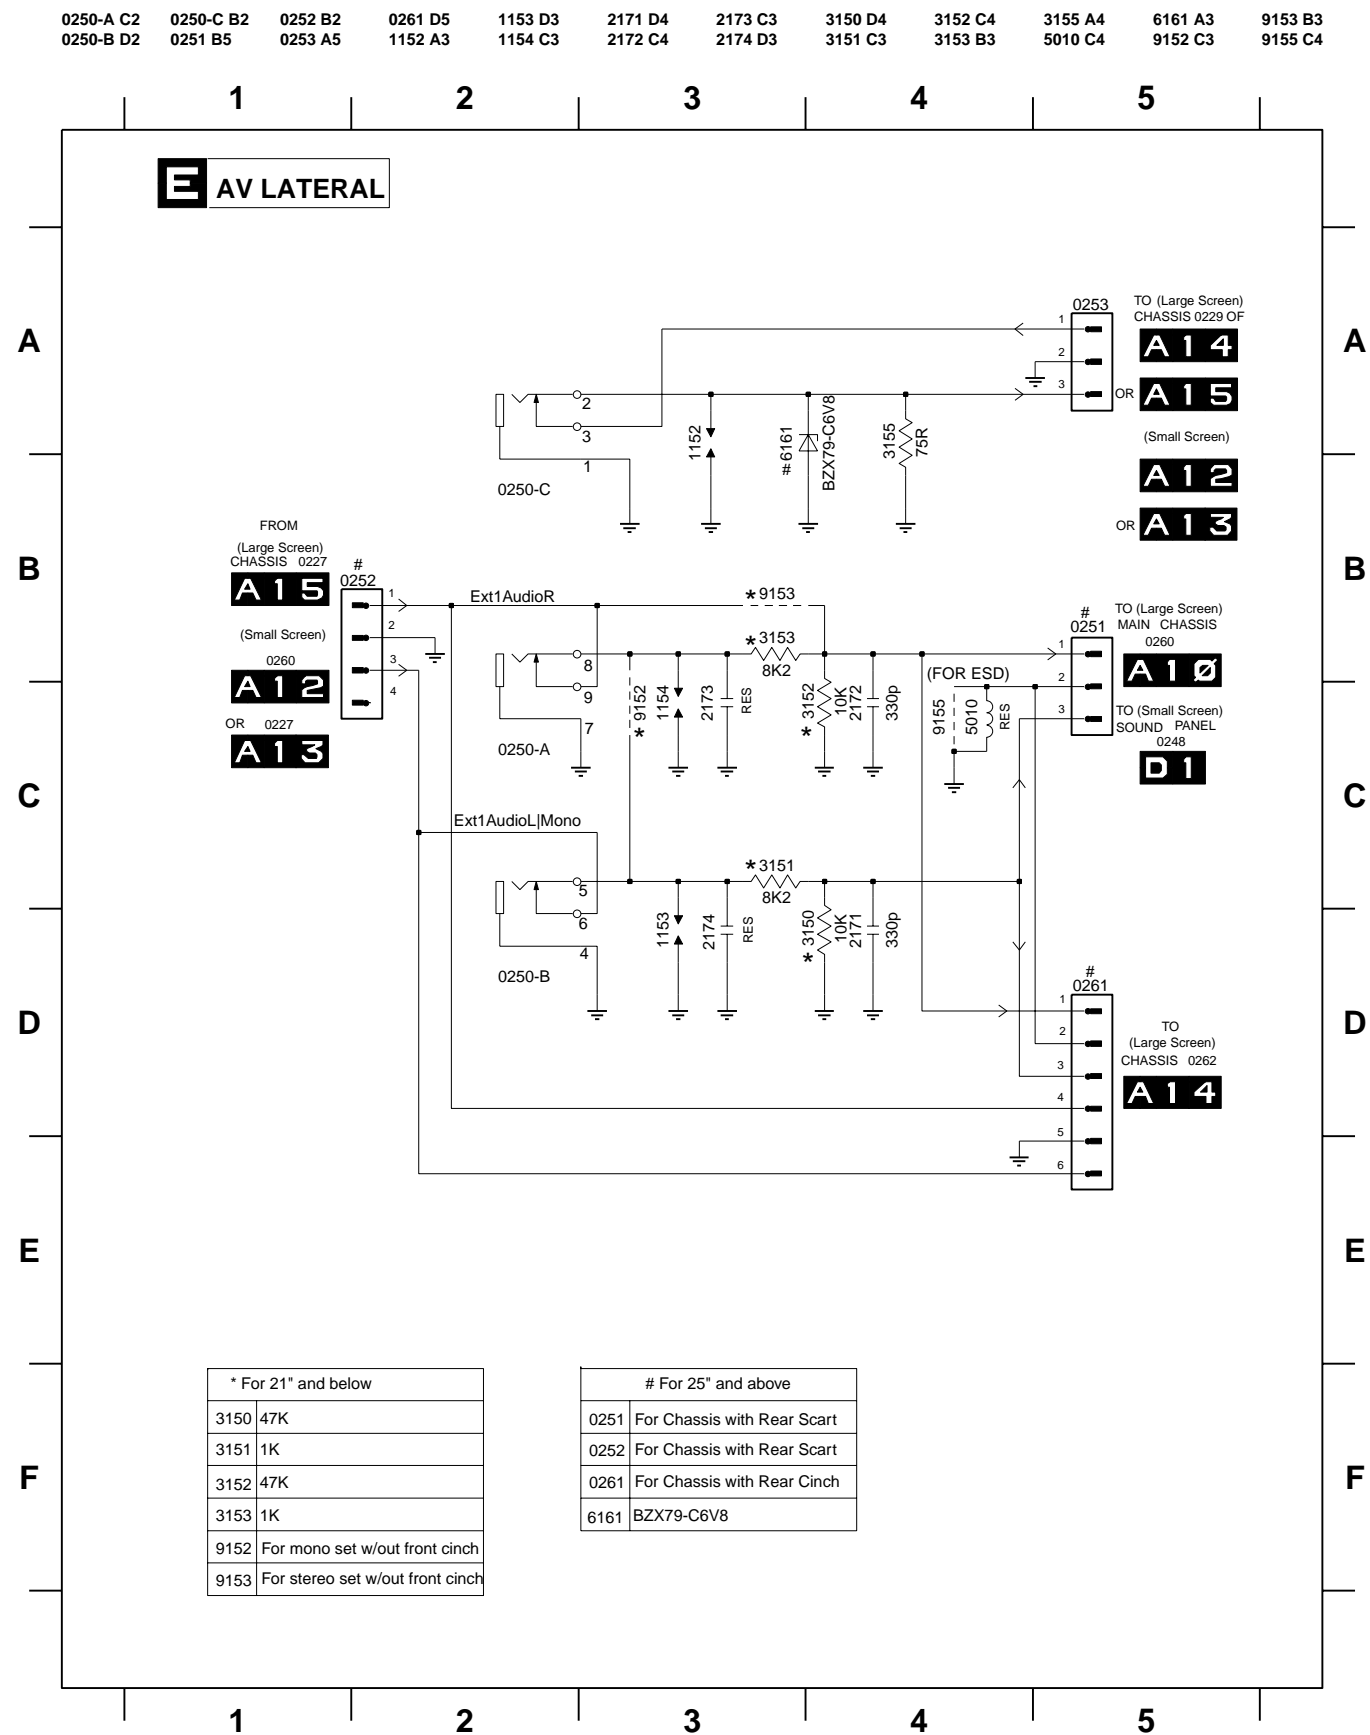 0250-A C2 0250-C B2 0252 B2 0261 D5 1153 D3 2171 D4 2173 C3 3150 D4 3152 C4 3155 A4 6161 A3 9153 B3
0250-B D2 0251 B5 0253 A5 1152 A3 1154 C3 2172 C4 2174 D3 3151 C3 3153 B3 5010 C4 9152 C3 9155 C4
1 2 3 4 5
E AV LATERAL
A A
0253
TO (Large Screen)
CHASSIS 0229 OF
A14
OR A15
(Small Screen)
A12
OR A13
1
2
3
2
3
1
0250-C
1152
# 6161
BZX79-C6V8
3155
75R
B B
FROM
(Large Screen)
CHASSIS 0227
A15
(Small Screen)
0260
A12
OR 0227
A13
#
0252
1
2
3
4
Ext1AudioR
* 9153
* 3153
8K2
8
9
7
0250-A
* 9152
1154
2173
RES
* 3152
10K
2172
330p
(FOR ESD)
9155
5010
RES
#
0251
1
2
3
TO (Large Screen)
MAIN CHASSIS
0260
A1Ø
TO (Small Screen)
SOUND PANEL
0248
D1
C C
Ext1AudioL|Mono
* 3151
8K2
5
6
4
0250-B
1153
2174
RES
* 3150
10K
2171
330p
D D
#
0261
1
2
3
4
5
6
TO
(Large Screen)
CHASSIS 0262
A14
E E
* For 21" and below
3150 47K
3151 1K
3152 47K
3153 1K
9152 For mono set w/out front cinch
9153 For stereo set w/out front cinch
# For 25" and above
0251 For Chassis with Rear Scart
0252 For Chassis with Rear Scart
0261 For Chassis with Rear Cinch
6161 BZX79-C6V8
F F
1 2 3 4 5